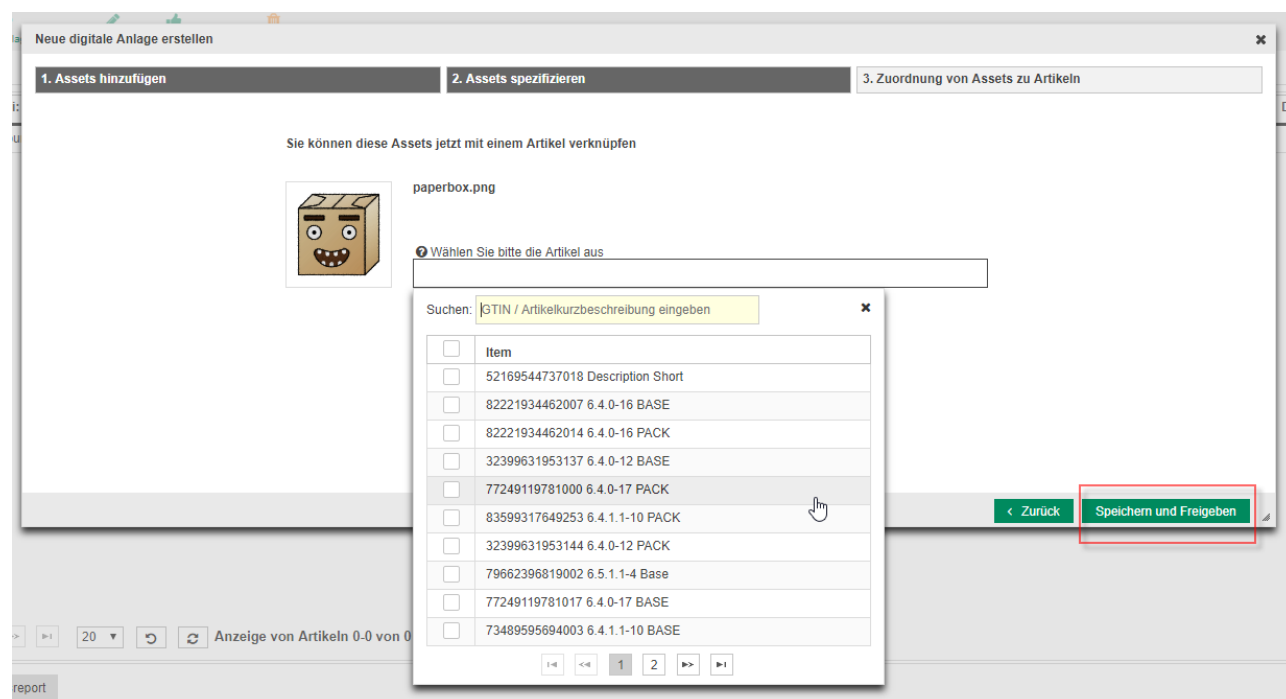 Neue digitale Anlage erstellen
1. Assets hinzufügen
2. Assets spezifizieren
3. Zuordnung von Assets zu Artikeln
Sie können diese Assets jetzt mit einem Artikel verknüpfen
paperbox.png
Wählen Sie bitte die Artikel aus
Suchen: GTIN / Artikelkurzbeschreibung eingeben
Item
52169544737018 Description Short
82221934462007 6.4.0-16 BASE
82221934462014 6.4.0-16 PACK
32399631953137 6.4.0-12 BASE
77249119781000 6.4.0-17 PACK
83599317649253 6.4.1.1-10 PACK
32399631953144 6.4.0-12 PACK
79662396819002 6.5.1.1-4 Base
77249119781017 6.4.0-17 BASE
73489595694003 6.4.1.1-10 BASE
1 2
< Zurück
Speichern und Freigeben
20
Anzeige von Artikeln 0-0 von 0
report